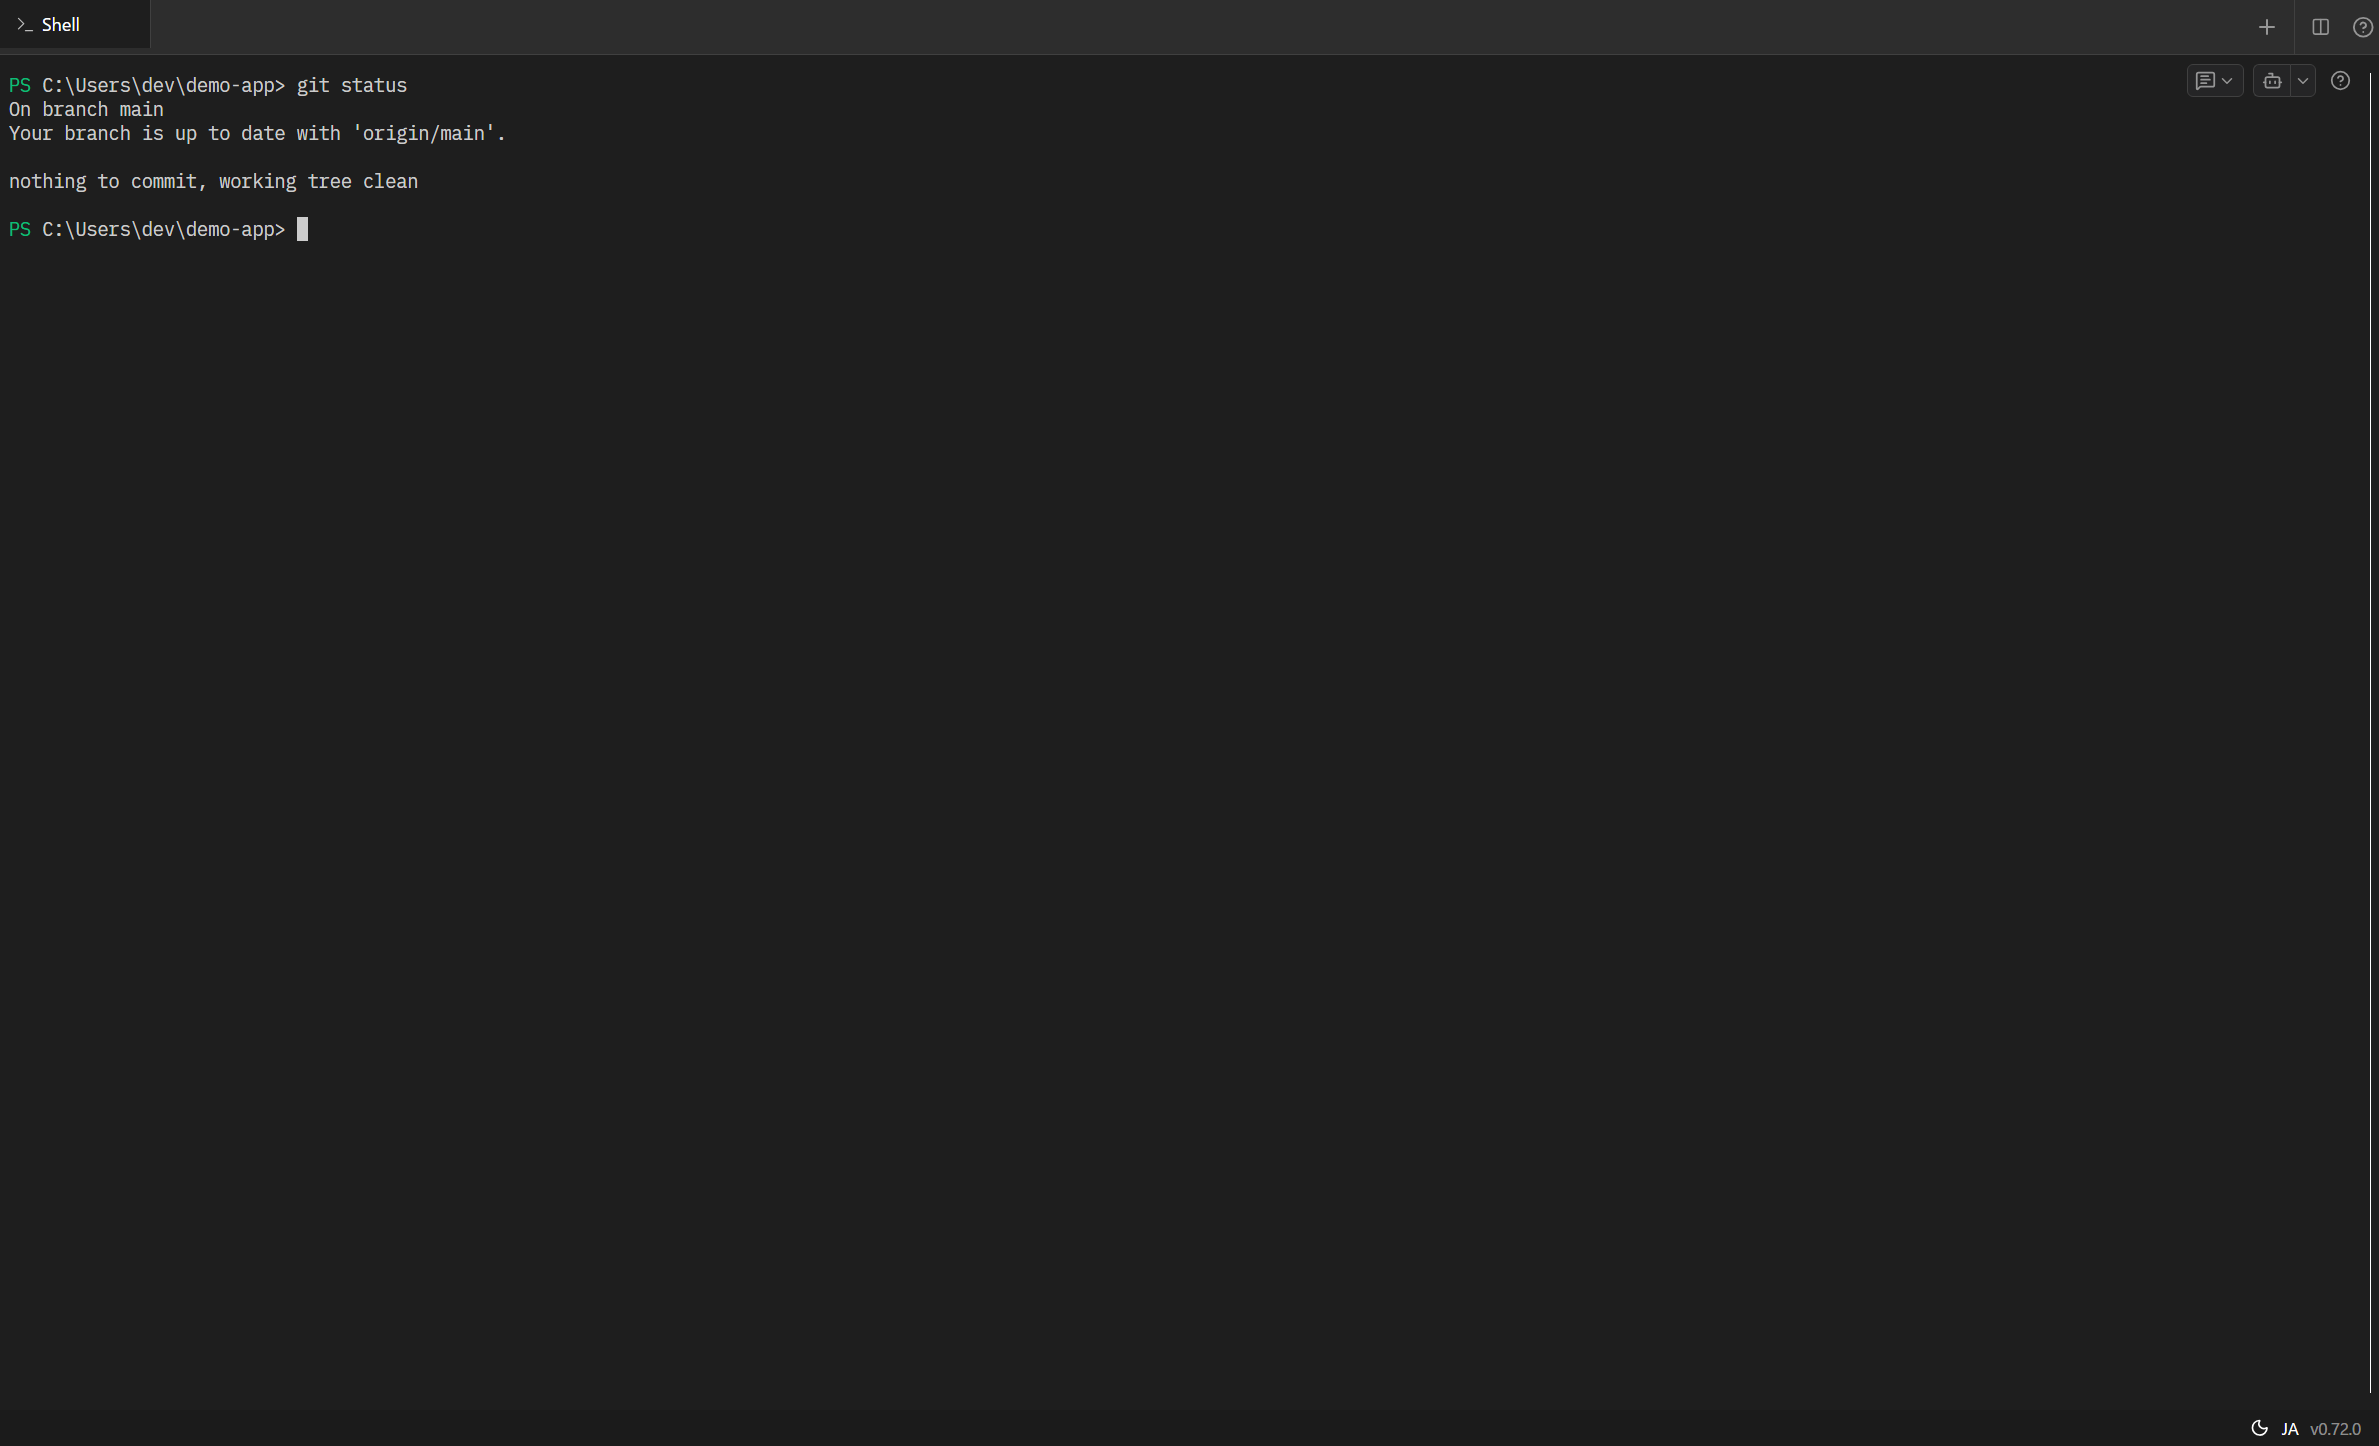 Shell
PS C:\Users\dev\demo-app> git status
On branch main
Your branch is up to date with 'origin/main'.
nothing to commit, working tree clean
PS C:\Users\dev\demo-app>
JA v0.72.0